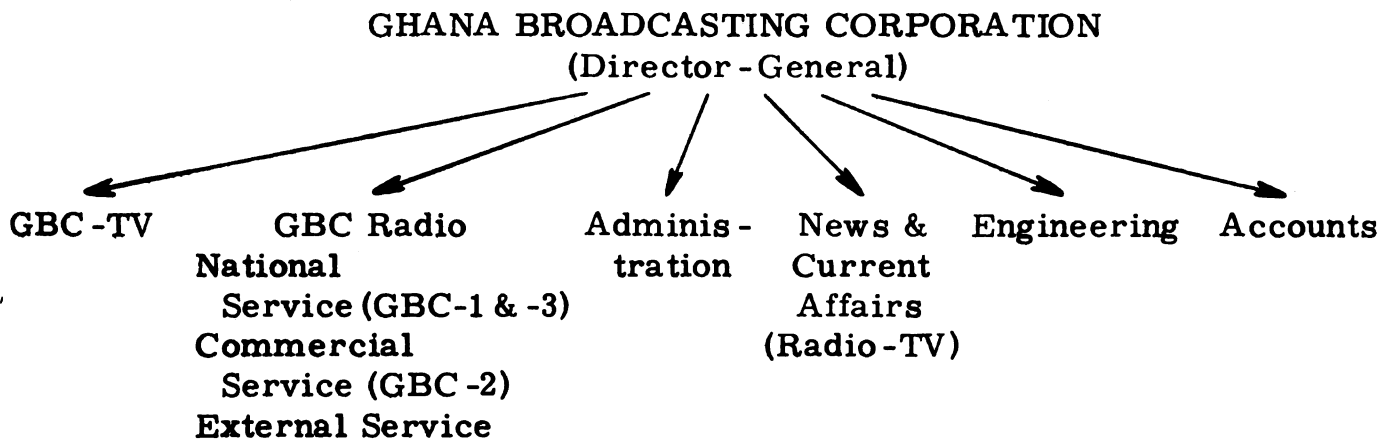 GHANA BROADCASTING CORPORATION
(Director-General)
GBC-TV
GBC Radio
National
Service (GBC-1 & -3)
Commercial
Service (GBC-2)
External Service
Adminis-
tration
News &
Current
Affairs
(Radio-TV)
Engineering
Accounts